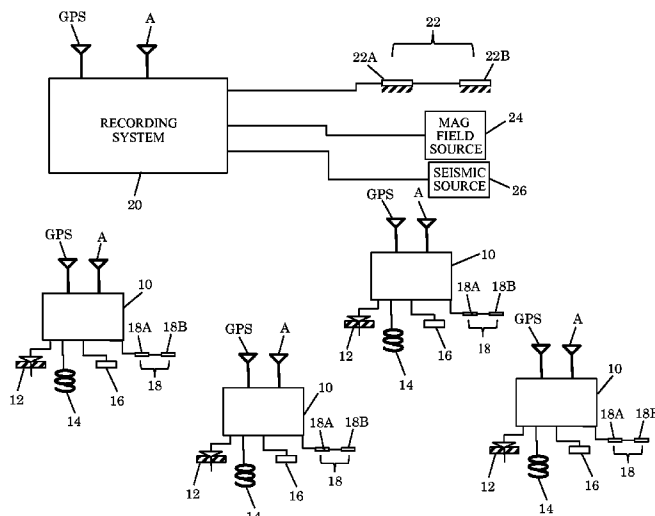 GPS A
22
22A 22B
RECORDING
SYSTEM
MAG
FIELD
SOURCE
24
SEISMIC
SOURCE
26
20
GPS A
10
18A 18B
12
14
16
18
GPS A
10
18A 18B
12
14
16
18
GPS A
10
18A 18B
12
14
16
18
GPS A
10
18A 18B
12
14
16
18